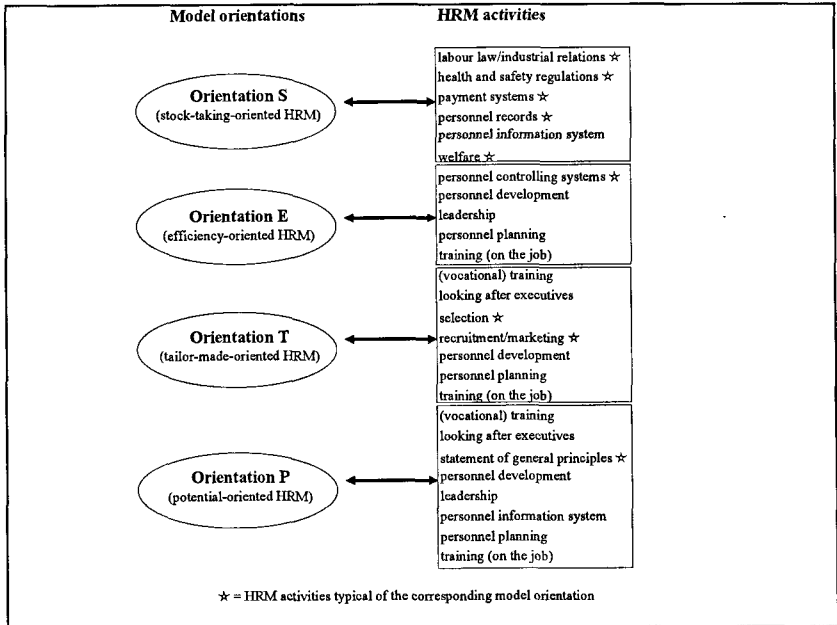 Model orientations
HRM activities
Orientation S
(stock-taking-oriented HRM)
labour law/industrial relations ☆
health and safety regulations ☆
payment systems ☆
personnel records ☆
personnel information system
welfare ☆
Orientation E
(efficiency-oriented HRM)
personnel controlling systems ☆
personnel development
leadership
personnel planning
training (on the job)
Orientation T
(tailor-made-oriented HRM)
(vocational) training
looking after executives
selection ☆
recruitment/marketing ☆
personnel development
personnel planning
training (on the job)
Orientation P
(potential-oriented HRM)
(vocational) training
looking after executives
statement of general principles ☆
personnel development
leadership
personnel information system
personnel planning
training (on the job)
☆ = HRM activities typical of the corresponding model orientation